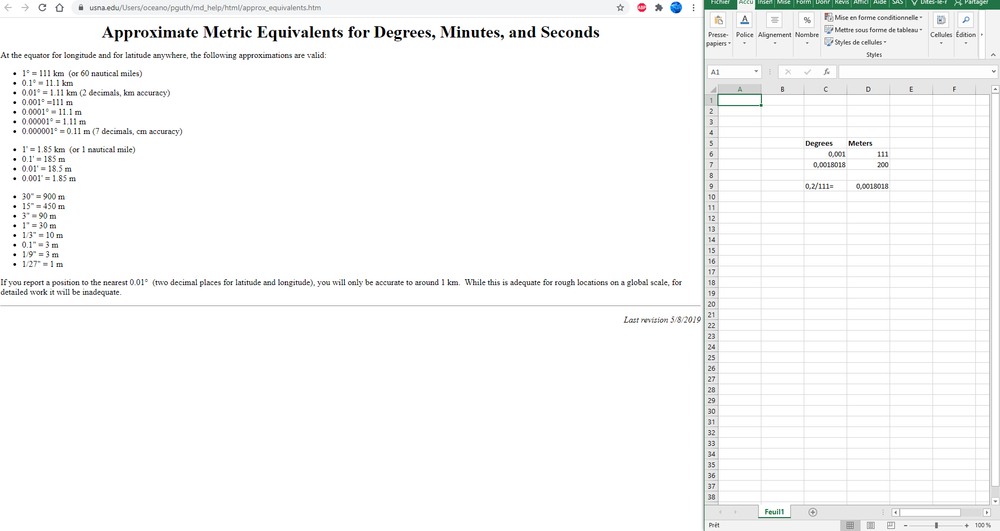 usna.edu/Users/oceano/pguth/md_help/html/approx_equivalents.htm
ABP
Approximate Metric Equivalents for Degrees, Minutes, and Seconds
At the equator for longitude and for latitude anywhere, the following approximations are valid:
• 1° = 111 km  (or 60 nautical miles)
• 0.1° = 11.1 km
• 0.01° = 1.11 km (2 decimals, km accuracy)
• 0.001° =111 m
• 0.0001° = 11.1 m
• 0.00001° = 1.11 m
• 0.000001° = 0.11 m (7 decimals, cm accuracy)
• 1' = 1.85 km  (or 1 nautical mile)
• 0.1' = 185 m
• 0.01' = 18.5 m
• 0.001' = 1.85 m
• 30" = 900 m
• 15" = 450 m
• 3" = 90 m
• 1" = 30 m
• 1/3" = 10 m
• 0.1" = 3 m
• 1/9" = 3 m
• 1/27" = 1 m
If you report a position to the nearest 0.01°  (two decimal places for latitude and longitude), you will only be accurate to around 1 km.  While this is adequate for rough locations on a global scale, for
detailed work it will be inadequate.
Last revision 5/8/2019
Fichier Accu Insert Mise Form Donr Revis Affic Aide SAS Dites-le-r Partager
Presse-papiers
Police
Alignement
%
Nombre
Mise en forme conditionnelle
Mettre sous forme de tableau
Styles de cellules
Styles
Cellules
Édition
A1
fx
A B C D E F
1
2
3
4
5 Degrees Meters
6 0,001 111
7 0,0018018 200
8
9 0,2/111= 0,0018018
10
11
12
13
14
15
16
17
18
19
20
21
22
23
24
25
26
27
28
29
30
31
32
33
34
35
36
37
38
Feuil1
Prêt
100 %